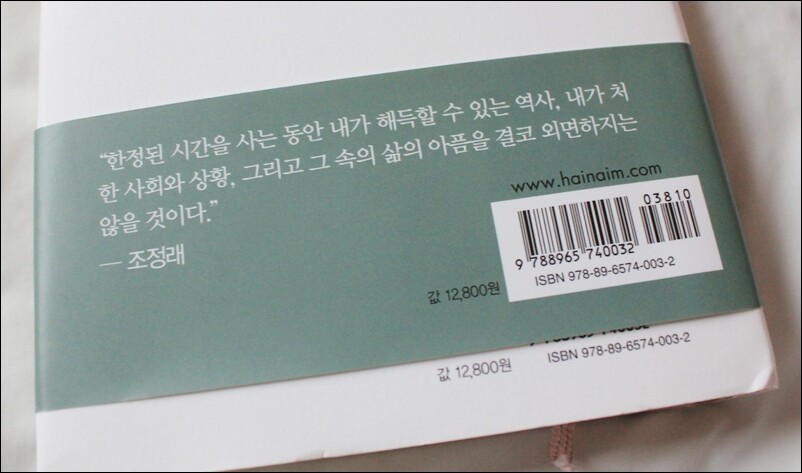 “한정된 시간을 사는 동안 내가 해득할 수 있는 역사, 내가 처
한 사회와 상황, 그리고 그 속의 삶의 아픔을 결코 외면하지는
않을 것이다.”
— 조정래
www.hainaim.com
03810
9 788965 740032
ISBN 978-89-6574-003-2
값 12,800원
ISBN 978-89-6574-003-2
값 12,800원